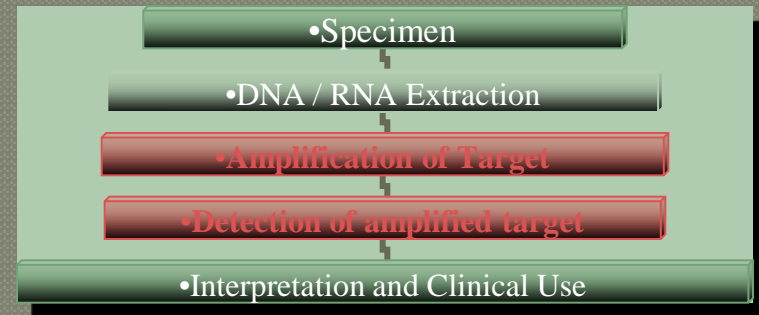 •Specimen
•DNA / RNA Extraction
•Amplification of Target
•Detection of amplified target
•Interpretation and Clinical Use